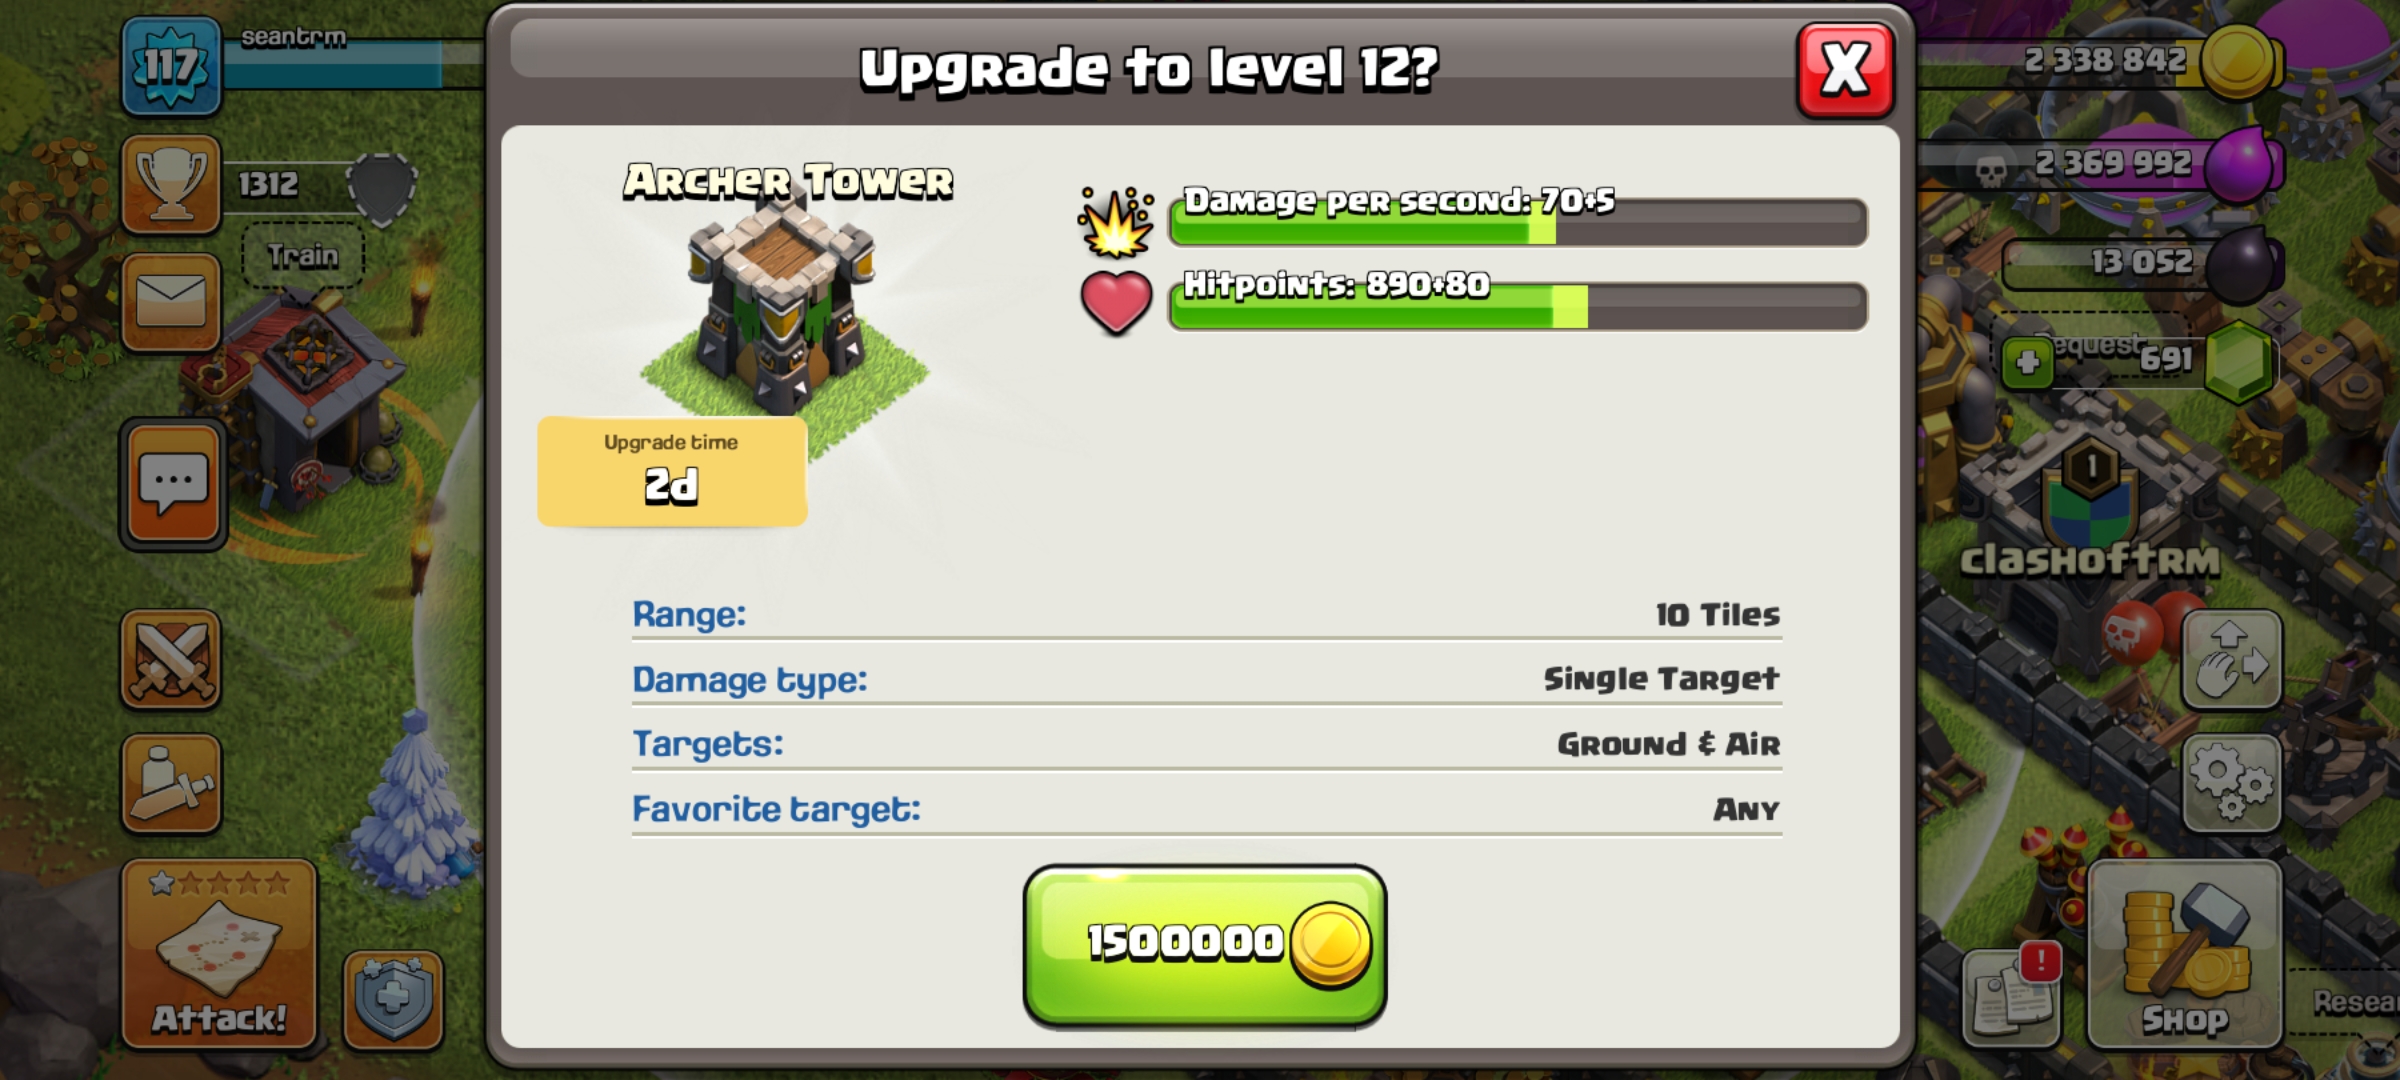 117
seantrm
Upgrade to level 12?
X
2 338 842
1312
Train
Archer Tower
Damage per second: 70+5
2 369 992
Hitpoints: 890+80
13 052
Request
691
Upgrade time
2d
1
clashoftrm
Range: 10 Tiles
Damage type: Single Target
Targets: Ground & Air
Favorite target: Any
1500000
Attack!
!
Shop